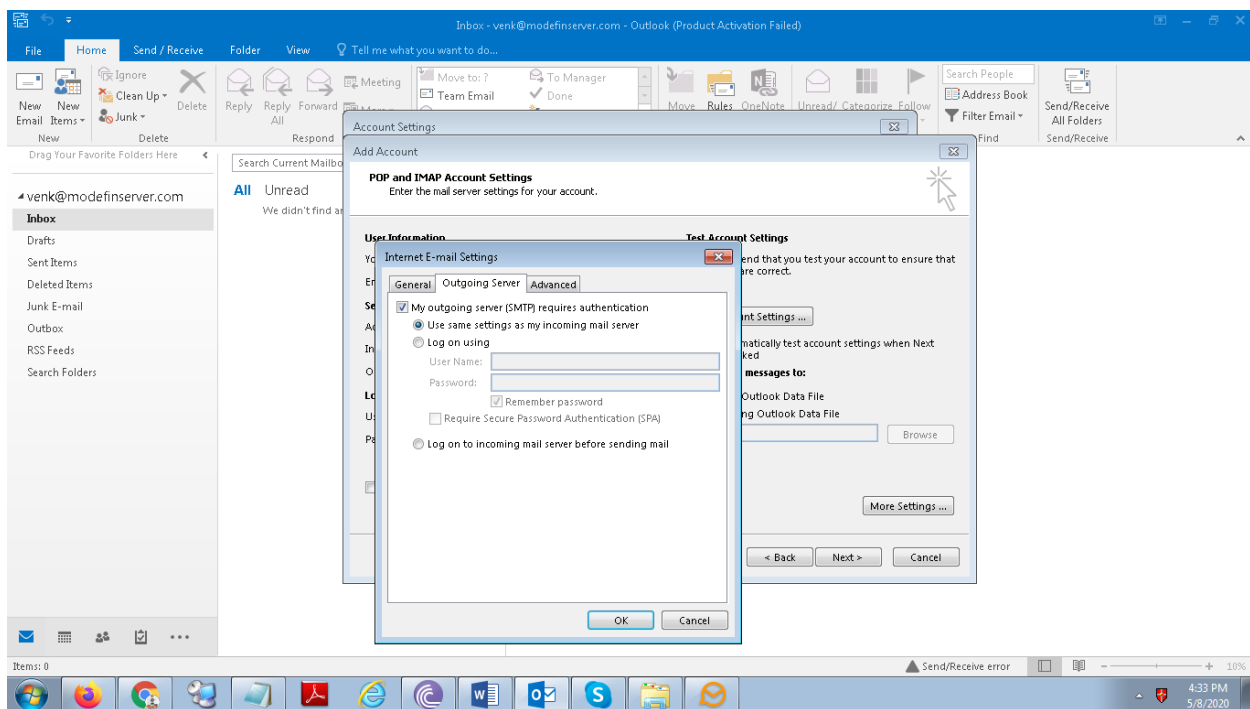 Inbox - venk@modefinserver.com - Outlook (Product Activation Failed)
File Home Send / Receive Folder View Tell me what you want to do...
New Email
New Items
Ignore
Clean Up
Junk
Delete
Reply
Reply All
Forward
Meeting
Move to: ?
Team Email
To Manager
Done
Move
Rules
OneNote
Unread/
Categorize
Follow
Search People
Address Book
Filter Email
Send/Receive All Folders
New
Delete
Respond
Find
Send/Receive
Drag Your Favorite Folders Here
venk@modefinserver.com
Inbox
Drafts
Sent Items
Deleted Items
Junk E-mail
Outbox
RSS Feeds
Search Folders
Search Current Mailbo
All Unread
We didn't find an
Account Settings
Add Account
POP and IMAP Account Settings
Enter the mail server settings for your account.
User Information
Test Account Settings
end that you test your account to ensure that
are correct.
nt Settings ...
matically test account settings when Next
ked
messages to:
Outlook Data File
ng Outlook Data File
Browse
More Settings ...
< Back
Next >
Cancel
Internet E-mail Settings
General Outgoing Server Advanced
My outgoing server (SMTP) requires authentication
Use same settings as my incoming mail server
Log on using
User Name:
Password:
Remember password
Require Secure Password Authentication (SPA)
Log on to incoming mail server before sending mail
OK
Cancel
Items: 0
Send/Receive error
10%
4:33 PM
5/8/2020